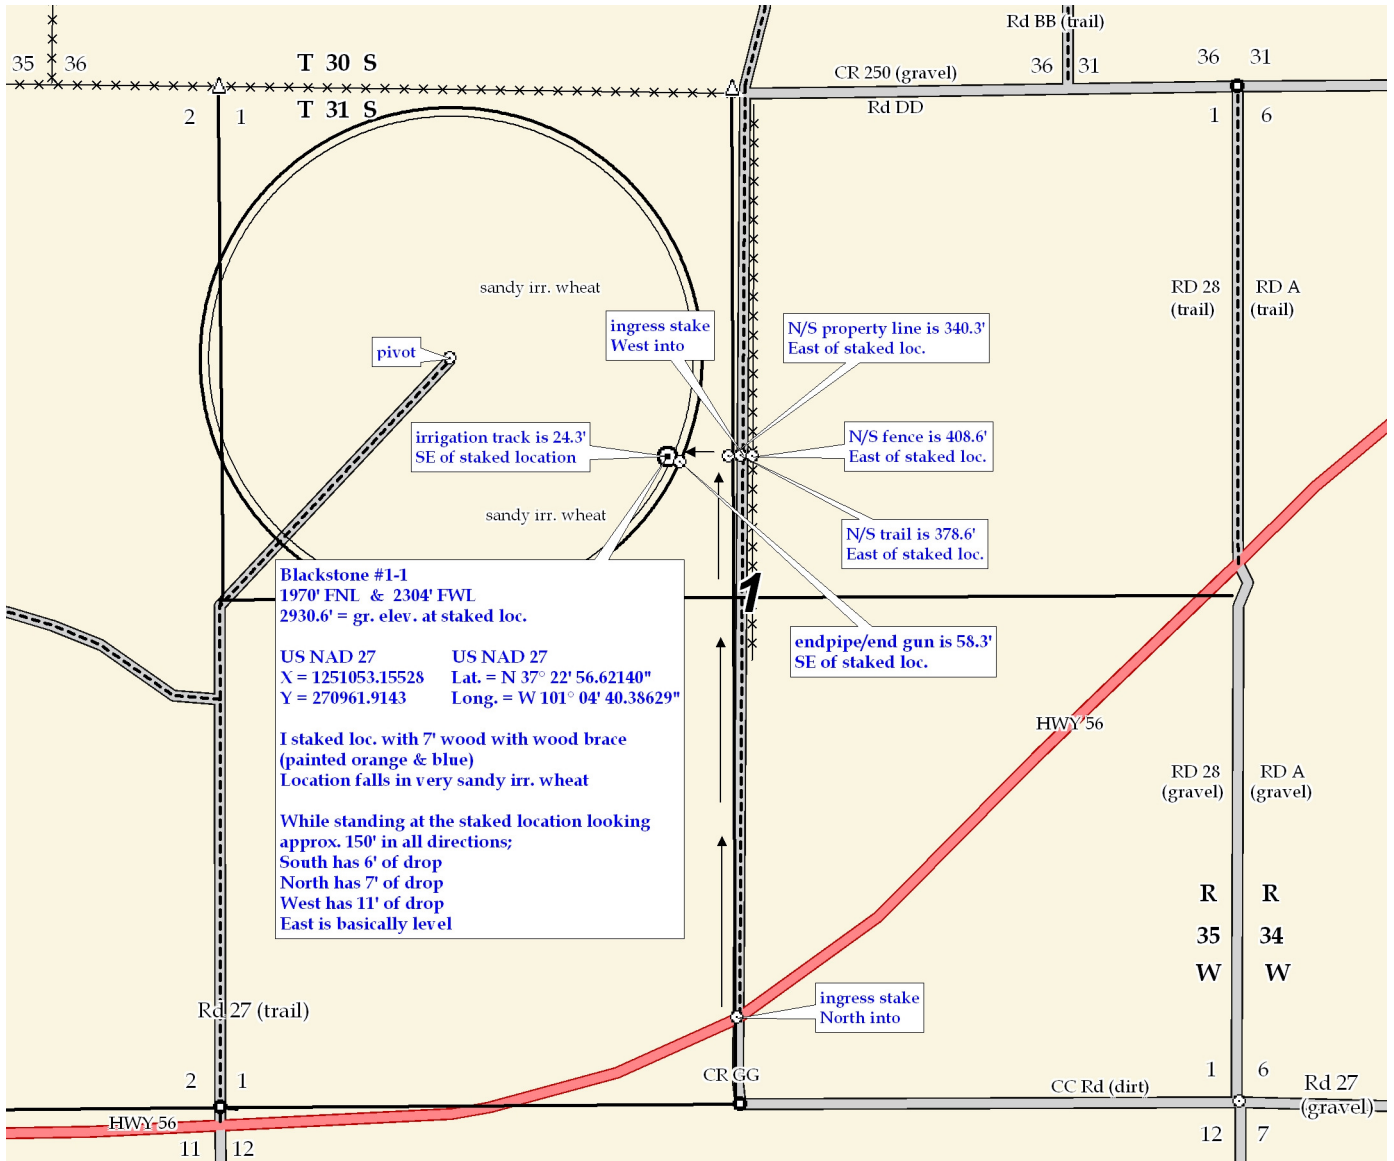 Rd BB (trail)
35 36
T 30 S
36 31
36 31
CR 250 (gravel)
2 1
T 31 S
Rd DD
1 6
sandy irr. wheat
RD 28
(trail)
RD A
(trail)
ingress stake
West into
N/S property line is 340.3'
East of staked loc.
pivot
irrigation track is 24.3'
SE of staked location
N/S fence is 408.6'
East of staked loc.
sandy irr. wheat
N/S trail is 378.6'
East of staked loc.
1
Blackstone #1-1
1970' FNL & 2304' FWL
2930.6' = gr. elev. at staked loc.
US NAD 27 US NAD 27
X = 1251053.15528 Lat. = N 37° 22' 56.62140"
Y = 270961.9143 Long. = W 101° 04' 40.38629"
I staked loc. with 7' wood with wood brace
(painted orange & blue)
Location falls in very sandy irr. wheat
While standing at the staked location looking
approx. 150' in all directions;
South has 6' of drop
North has 7' of drop
West has 11' of drop
East is basically level
endpipe/end gun is 58.3'
SE of staked loc.
HWY 56
RD 28
(gravel)
RD A
(gravel)
R R
35 34
W W
ingress stake
North into
Rd 27 (trail)
2 1
CR GG
CC Rd (dirt)
1 6
Rd 27
(gravel)
HWY 56
11 12
12 7